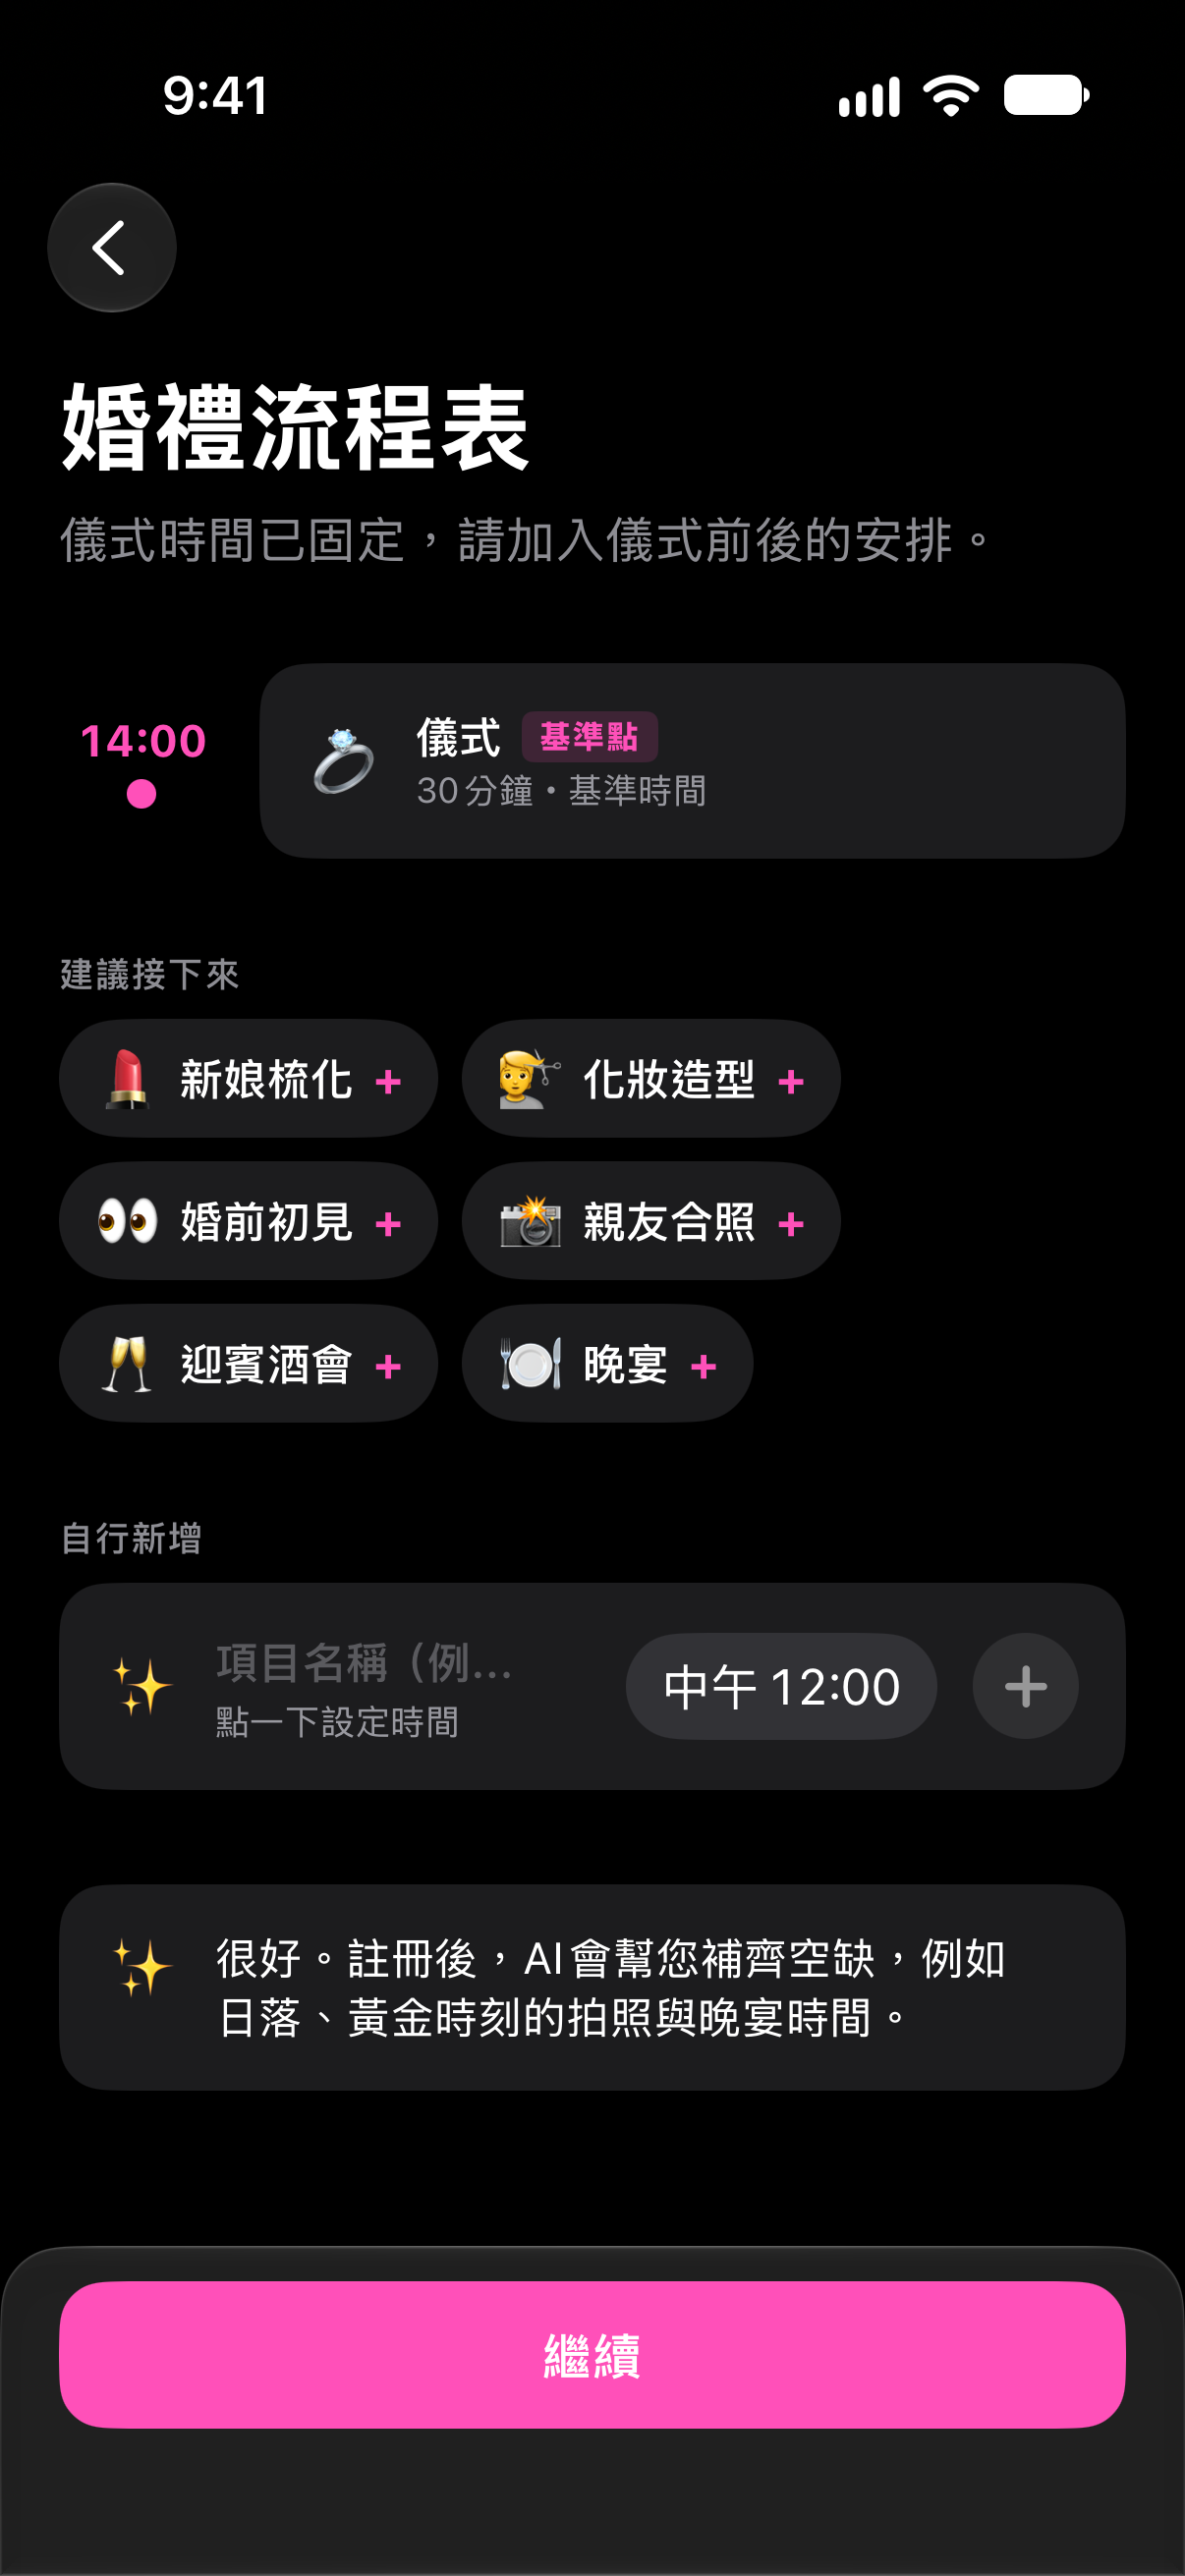 9:41
婚禮流程表
儀式時間已固定，請加入儀式前後的安排。
14:00
儀式 基準點
30 分鐘・基準時間
建議接下來
新娘梳化 +
化妝造型 +
婚前初見 +
親友合照 +
迎賓酒會 +
晚宴 +
自行新增
項目名稱（例...
點一下設定時間
中午 12:00
很好。註冊後，AI 會幫您補齊空缺，例如
日落、黃金時刻的拍照與晚宴時間。
繼續